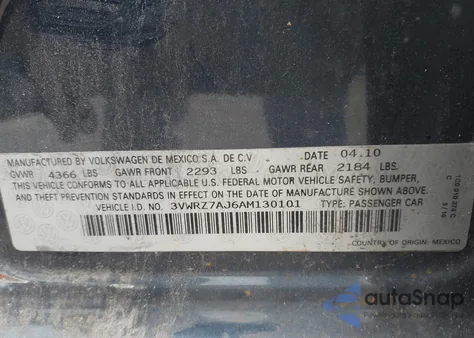 MANUFACTURED BY VOLKSWAGEN DE MEXICO, S.A. DE C.V. DATE 04.10
GVWR 4366 LBS GAWR FRONT 2293 LBS GAWR REAR 2184 LBS.
THIS VEHICLE CONFORMS TO ALL FEDERAL MOTOR VEHICLE SAFETY, BUMPER,
AND THEFT PREVENTION STANDARDS IN EFFECT ON THE DATE OF MANUFACTURE SHOWN ABOVE.
VEHICLE I.D. NO. 3VWRZ7AJ6AM130101 TYPE: PASSENGER CAR
COUNTRY OF ORIGIN - MEXICO
autoSnap